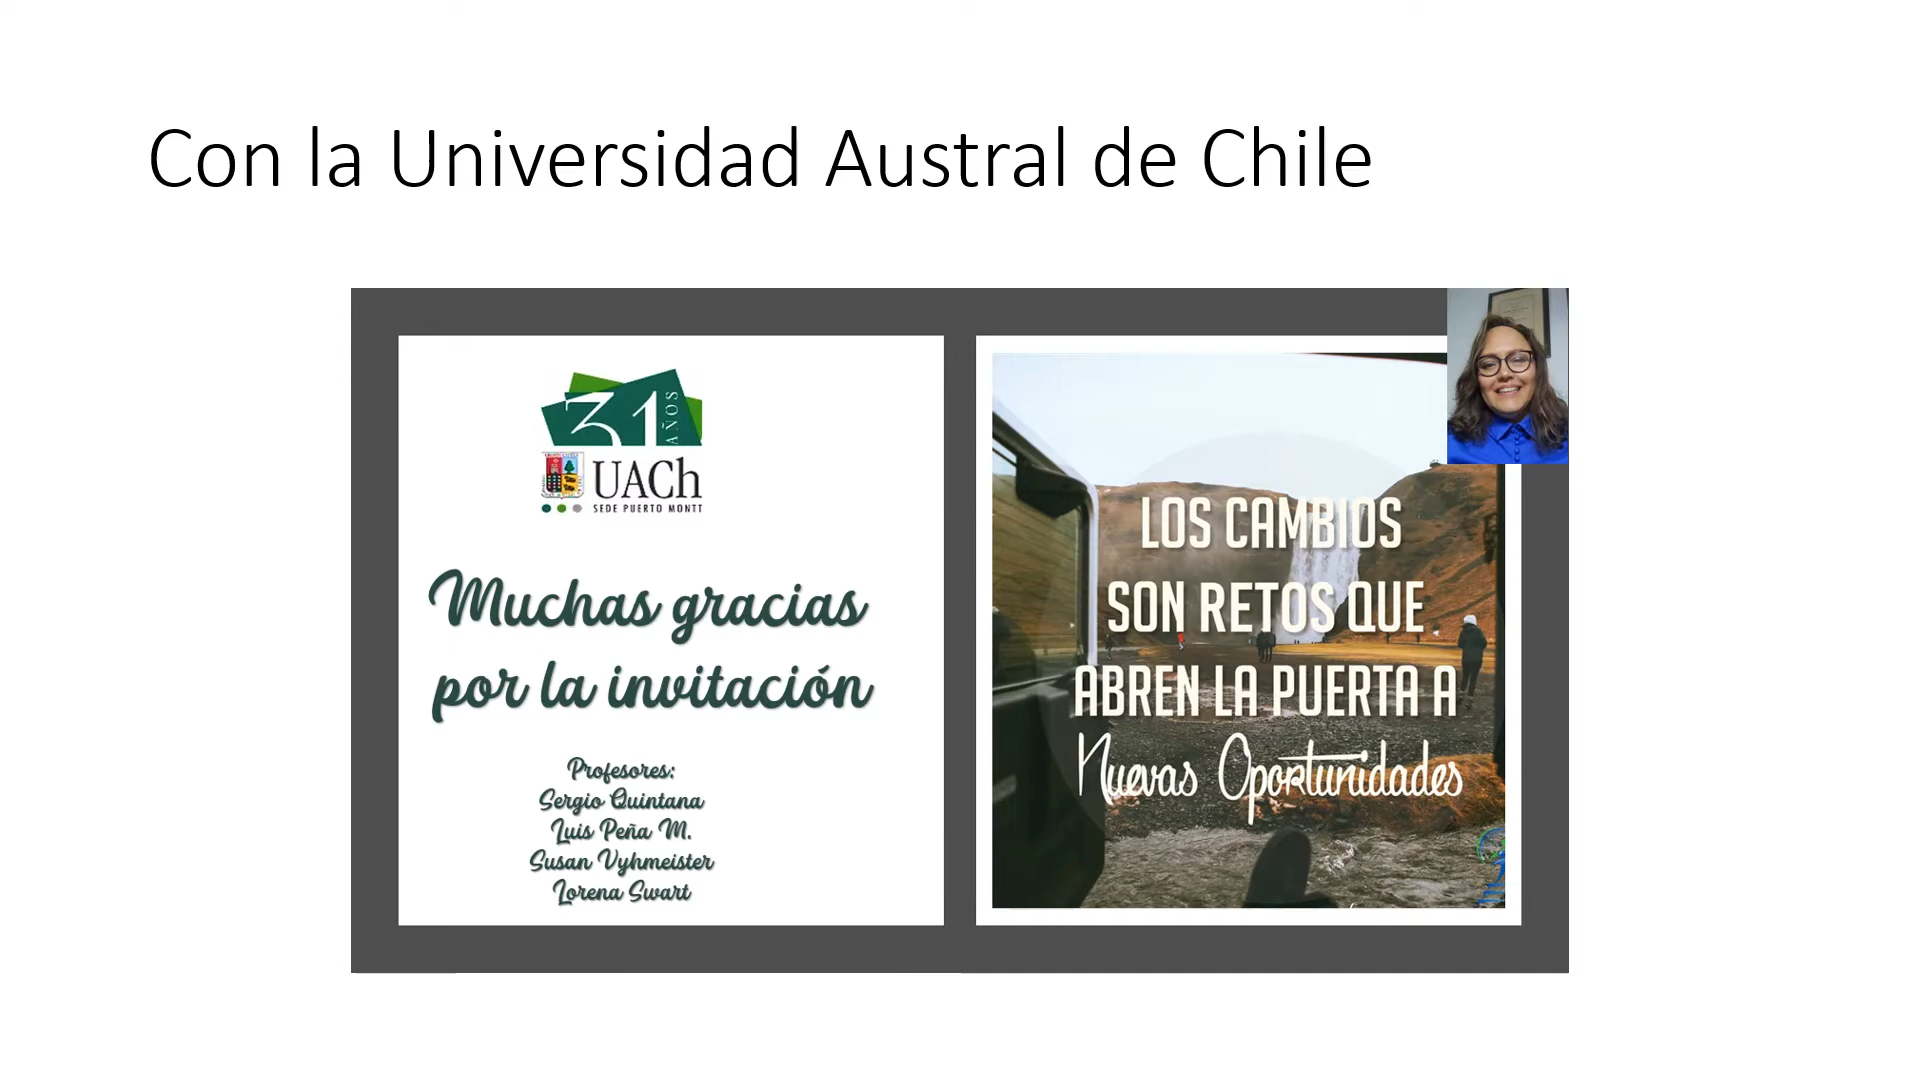 Con la Universidad Austral de Chile
31
AÑOS
UACh
SEDE PUERTO MONTT
Muchas gracias
por la invitación
Profesores:
Sergio Quintana
Luis Peña M.
Susan Vyhmeister
Lorena Swart
LOS CAMBIOS
SON RETOS QUE
ABREN LA PUERTA A
Nuevas Oportunidades